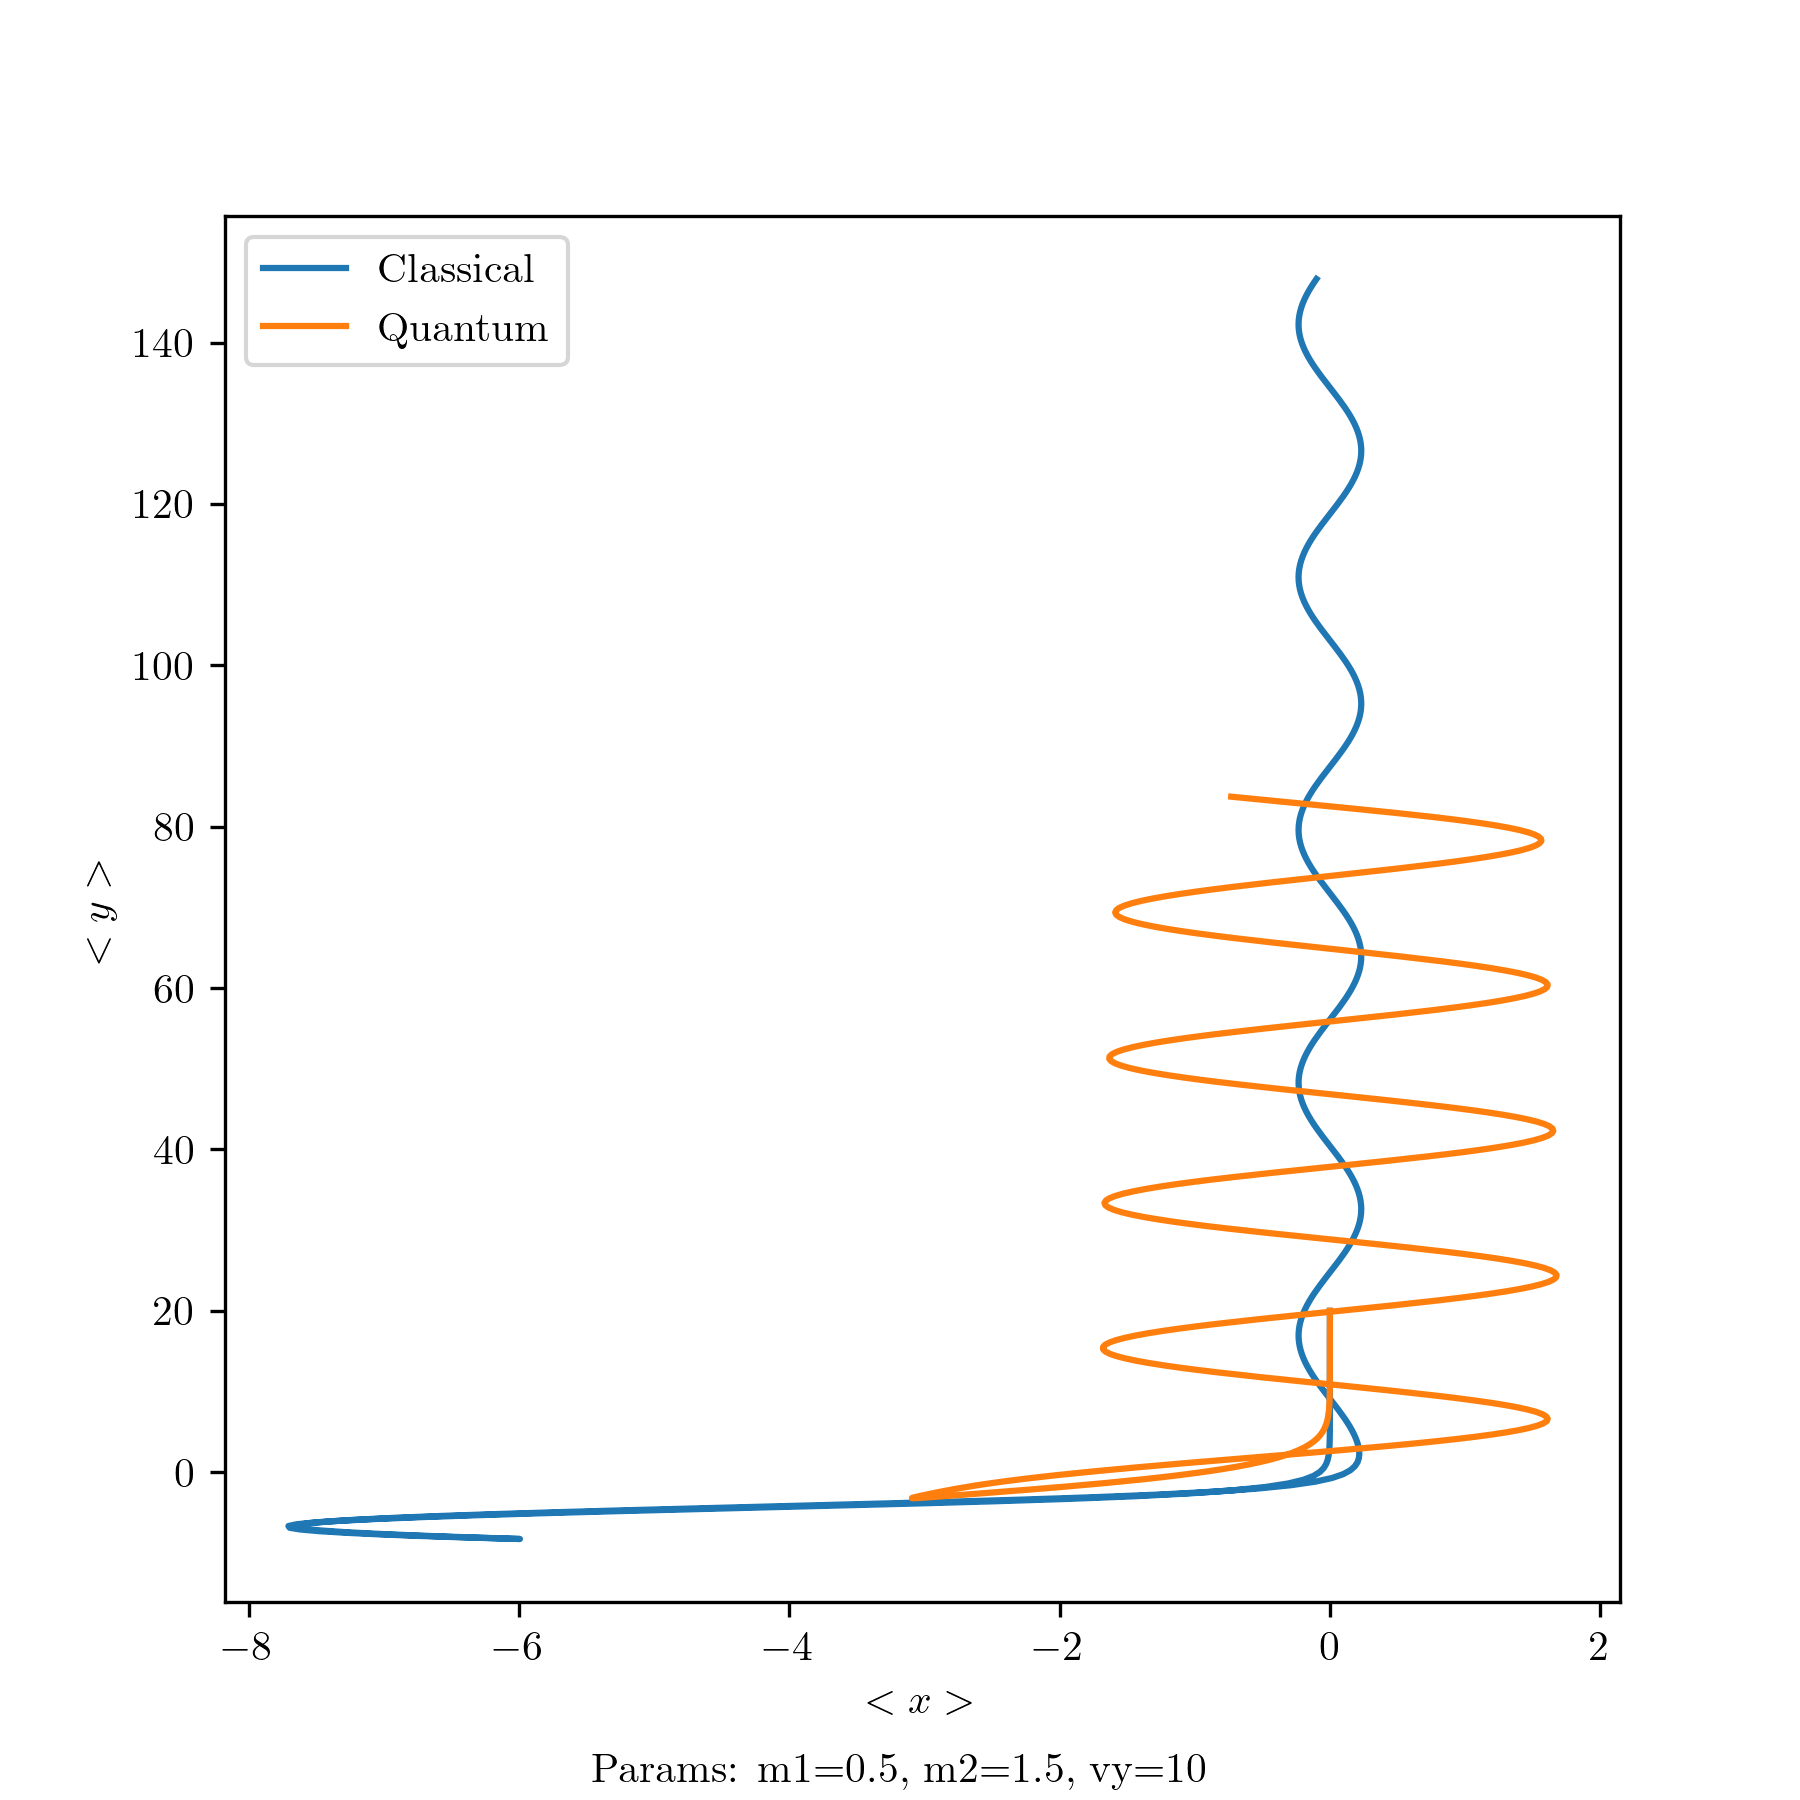 Classical
Quantum
140
120
100
80
60
40
20
0
< y >
−8 −6 −4 −2 0 2
< x >
Params: m1=0.5, m2=1.5, vy=10